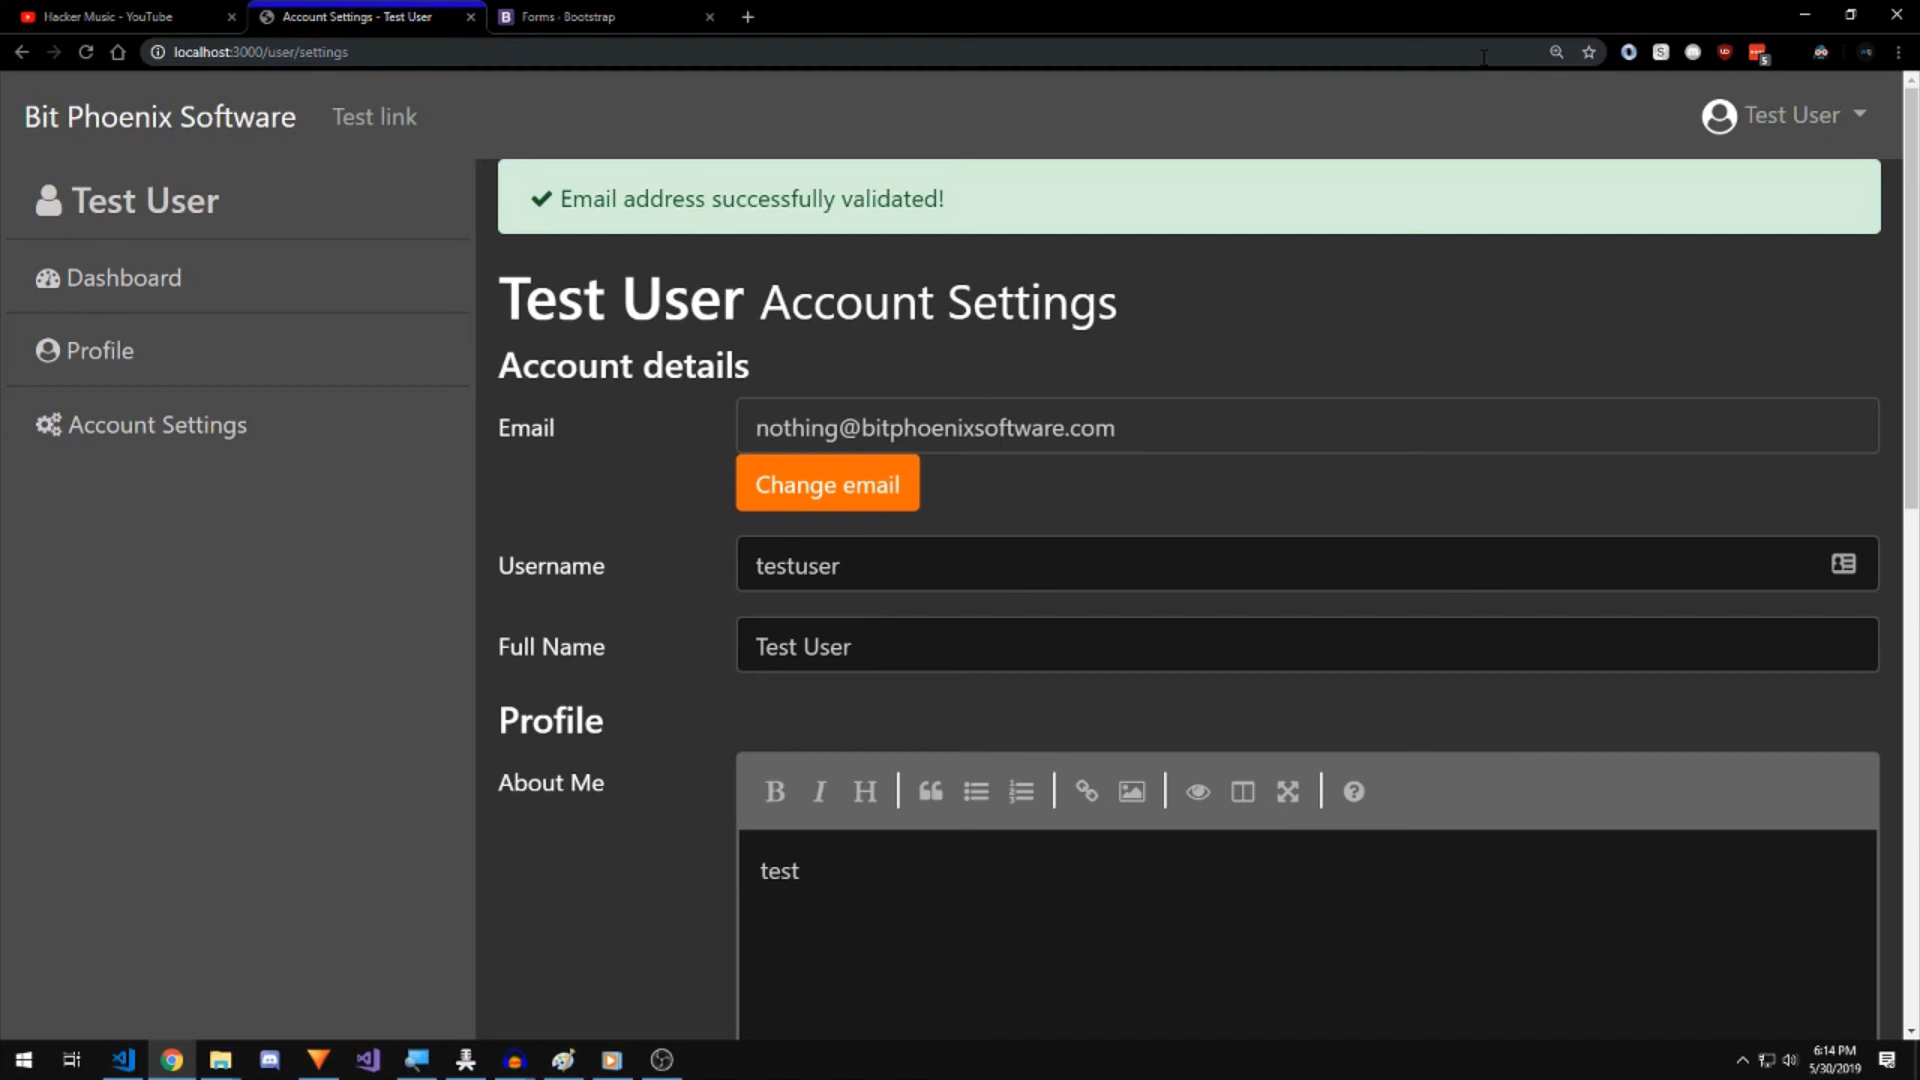 Hacker Music - YouTube
Account Settings - Test User
Forms · Bootstrap
localhost:3000/user/settings
5
Bit Phoenix Software
Test link
Test User
Test User
Email address successfully validated!
Dashboard
Profile
Account Settings
Test User Account Settings
Account details
Email
nothing@bitphoenixsoftware.com
Change email
Username
testuser
Full Name
Test User
Profile
About Me
B I H
test
6:14 PM
5/30/2019